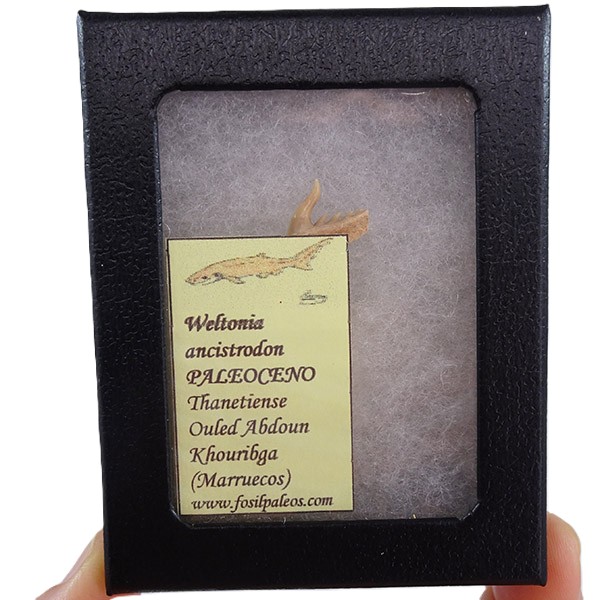 Weltonia
ancistrodon
PALEOCENO
Thanetiense
Ouled Abdoun
Khouribga
(Marruecos)
www.fosilpaleos.com